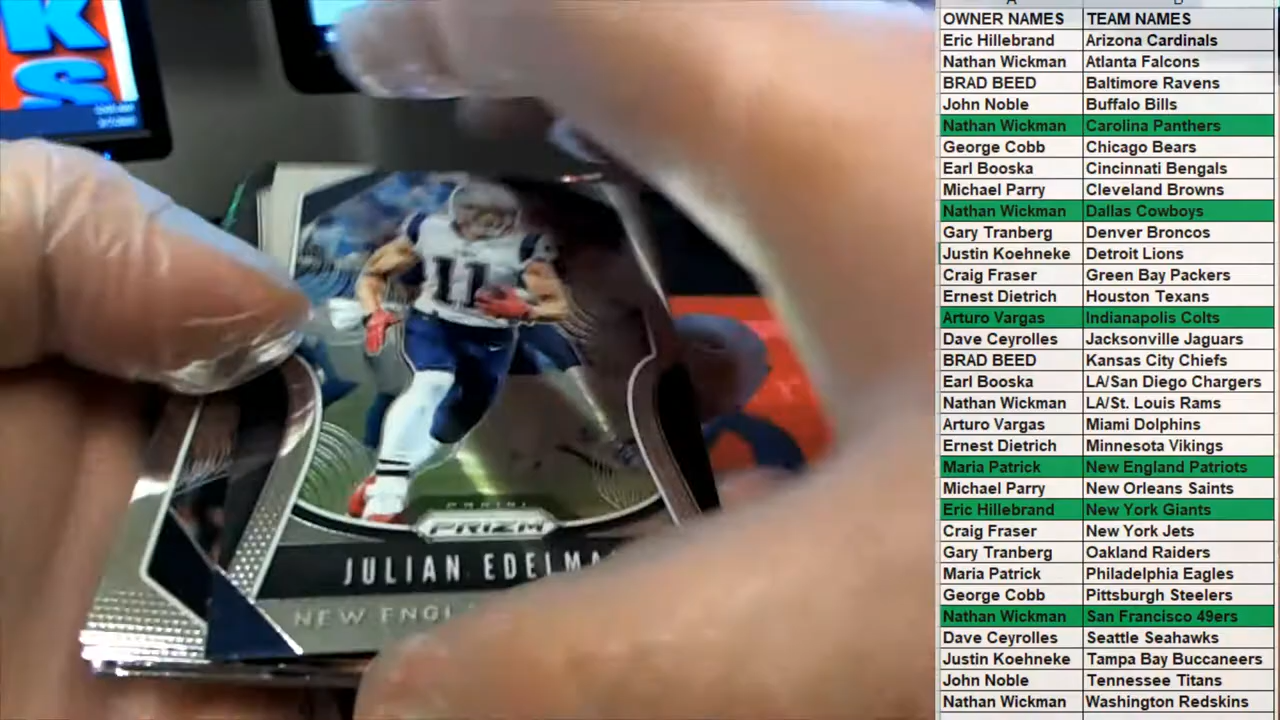 K
S
11
PANINI
PRIZM
JULIAN EDELMA
NEW ENGL
OWNER NAMES TEAM NAMES
Eric Hillebrand Arizona Cardinals
Nathan Wickman Atlanta Falcons
BRAD BEED Baltimore Ravens
John Noble Buffalo Bills
Nathan Wickman Carolina Panthers
George Cobb Chicago Bears
Earl Booska Cincinnati Bengals
Michael Parry Cleveland Browns
Nathan Wickman Dallas Cowboys
Gary Tranberg Denver Broncos
Justin Koehneke Detroit Lions
Craig Fraser Green Bay Packers
Ernest Dietrich Houston Texans
Arturo Vargas Indianapolis Colts
Dave Ceyrolles Jacksonville Jaguars
BRAD BEED Kansas City Chiefs
Earl Booska LA/San Diego Chargers
Nathan Wickman LA/St. Louis Rams
Arturo Vargas Miami Dolphins
Ernest Dietrich Minnesota Vikings
Maria Patrick New England Patriots
Michael Parry New Orleans Saints
Eric Hillebrand New York Giants
Craig Fraser New York Jets
Gary Tranberg Oakland Raiders
Maria Patrick Philadelphia Eagles
George Cobb Pittsburgh Steelers
Nathan Wickman San Francisco 49ers
Dave Ceyrolles Seattle Seahawks
Justin Koehneke Tampa Bay Buccaneers
John Noble Tennessee Titans
Nathan Wickman Washington Redskins